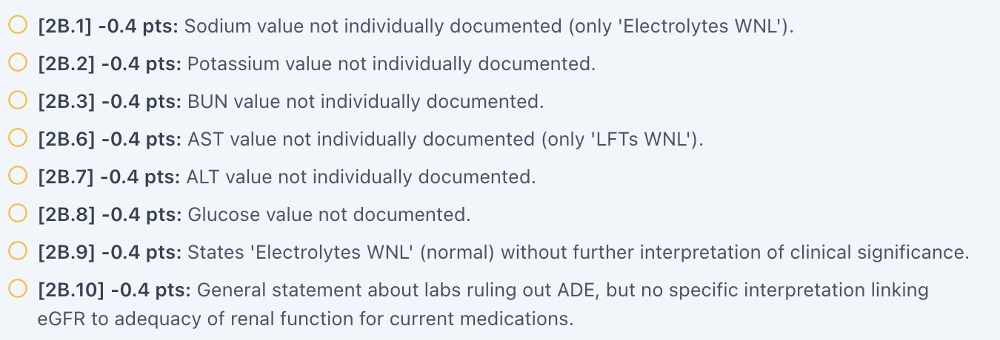 [2B.1] -0.4 pts: Sodium value not individually documented (only 'Electrolytes WNL').
[2B.2] -0.4 pts: Potassium value not individually documented.
[2B.3] -0.4 pts: BUN value not individually documented.
[2B.6] -0.4 pts: AST value not individually documented (only 'LFTs WNL').
[2B.7] -0.4 pts: ALT value not individually documented.
[2B.8] -0.4 pts: Glucose value not documented.
[2B.9] -0.4 pts: States 'Electrolytes WNL' (normal) without further interpretation of clinical significance.
[2B.10] -0.4 pts: General statement about labs ruling out ADE, but no specific interpretation linking
eGFR to adequacy of renal function for current medications.